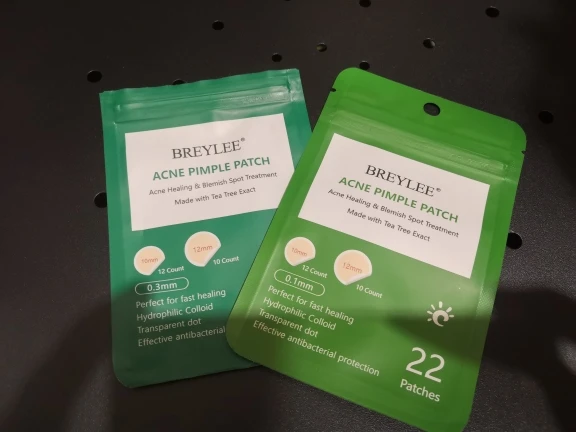 BREYLEE®
ACNE PIMPLE PATCH
Acne Healing & Blemish Spot Treatment
Made with Tea Tree Exact
10mm
12 Count
12mm
10 Count
0.3mm
Perfect for fast healing
Hydrophilic Colloid
Transparent dot
Effective antibacterial
BREYLEE®
ACNE PIMPLE PATCH
Acne Healing & Blemish Spot Treatment
Made with Tea Tree Exact
10mm
12 Count
12mm
10 Count
0.1mm
Perfect for fast healing
Hydrophilic Colloid
Transparent dot
Effective antibacterial protection
22
Patches